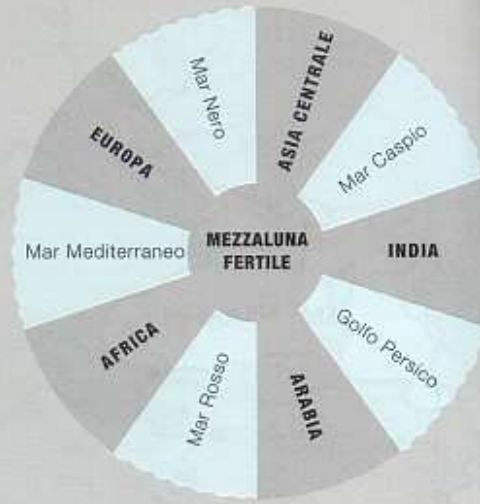 Mar Nero
ASIA CENTRALE
Mar Caspio
EUROPA
Mar Mediterraneo
MEZZALUNA
FERTILE
INDIA
AFRICA
Mar Rosso
ARABIA
Golfo Persico